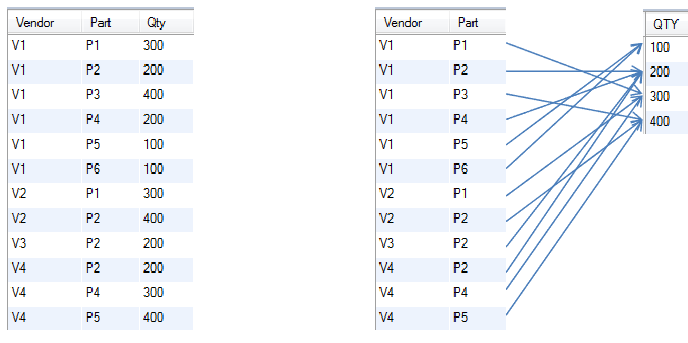 Vendor Part Qty
V1 P1 300
V1 P2 200
V1 P3 400
V1 P4 200
V1 P5 100
V1 P6 100
V2 P1 300
V2 P2 400
V3 P2 200
V4 P2 200
V4 P4 300
V4 P5 400
Vendor Part
V1 P1
V1 P2
V1 P3
V1 P4
V1 P5
V1 P6
V2 P1
V2 P2
V3 P2
V4 P2
V4 P4
V4 P5
QTY
100
200
300
400